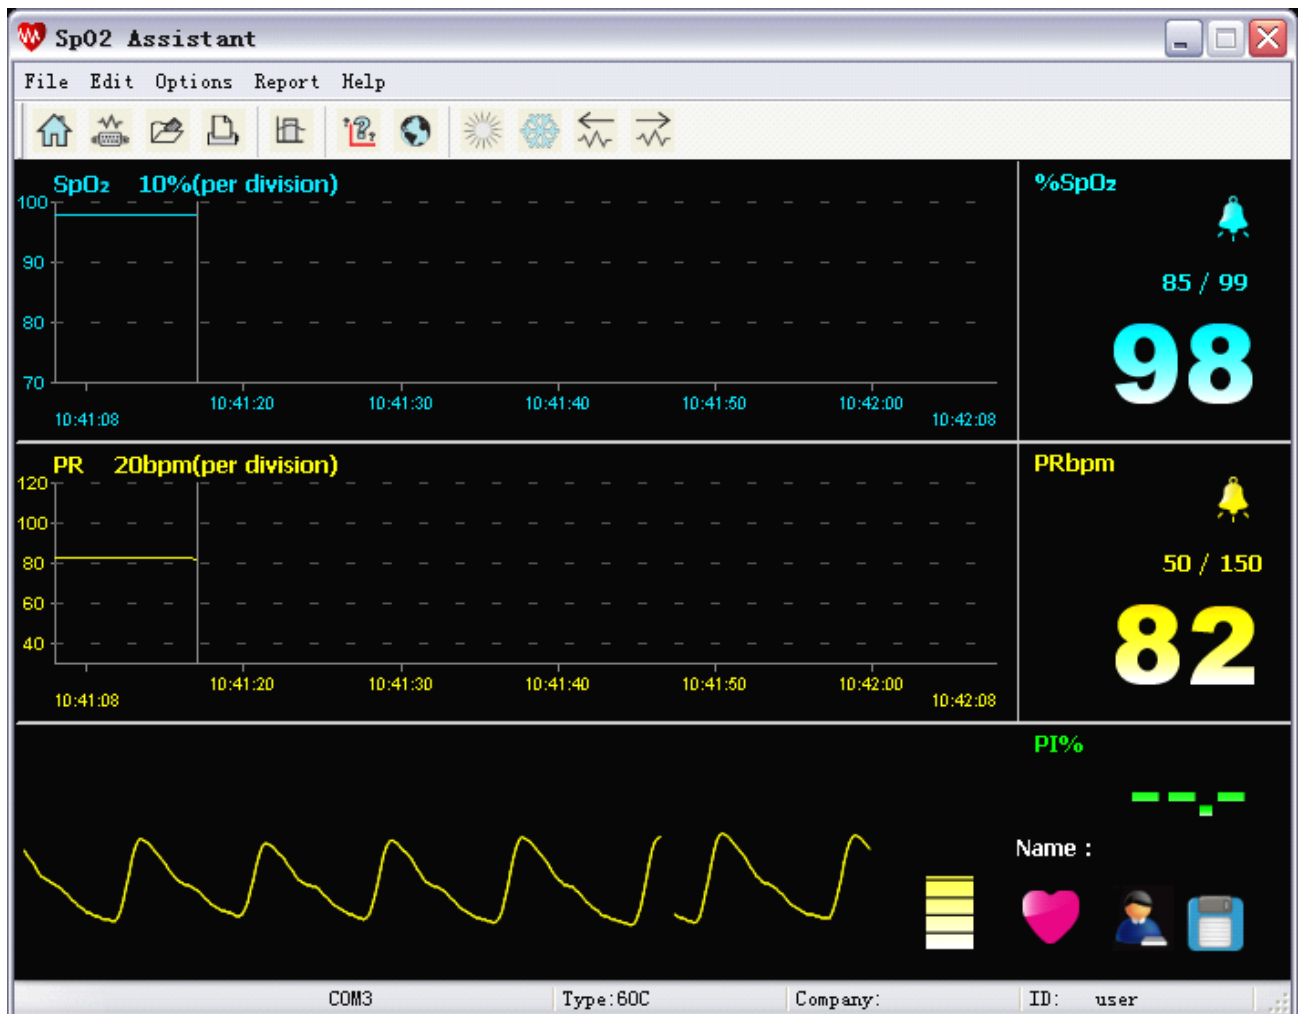 SpO2 Assistant
File Edit Options Report Help
SpO₂ 10%(per division)
100
90
80
70
10:41:08
10:41:20
10:41:30
10:41:40
10:41:50
10:42:00
10:42:08
%SpO₂
85 / 99
98
PR 20bpm(per division)
120
100
80
60
40
10:41:08
10:41:20
10:41:30
10:41:40
10:41:50
10:42:00
10:42:08
PRbpm
50 / 150
82
PI%
--.-
Name :
COM3 Type:60C Company: ID: user